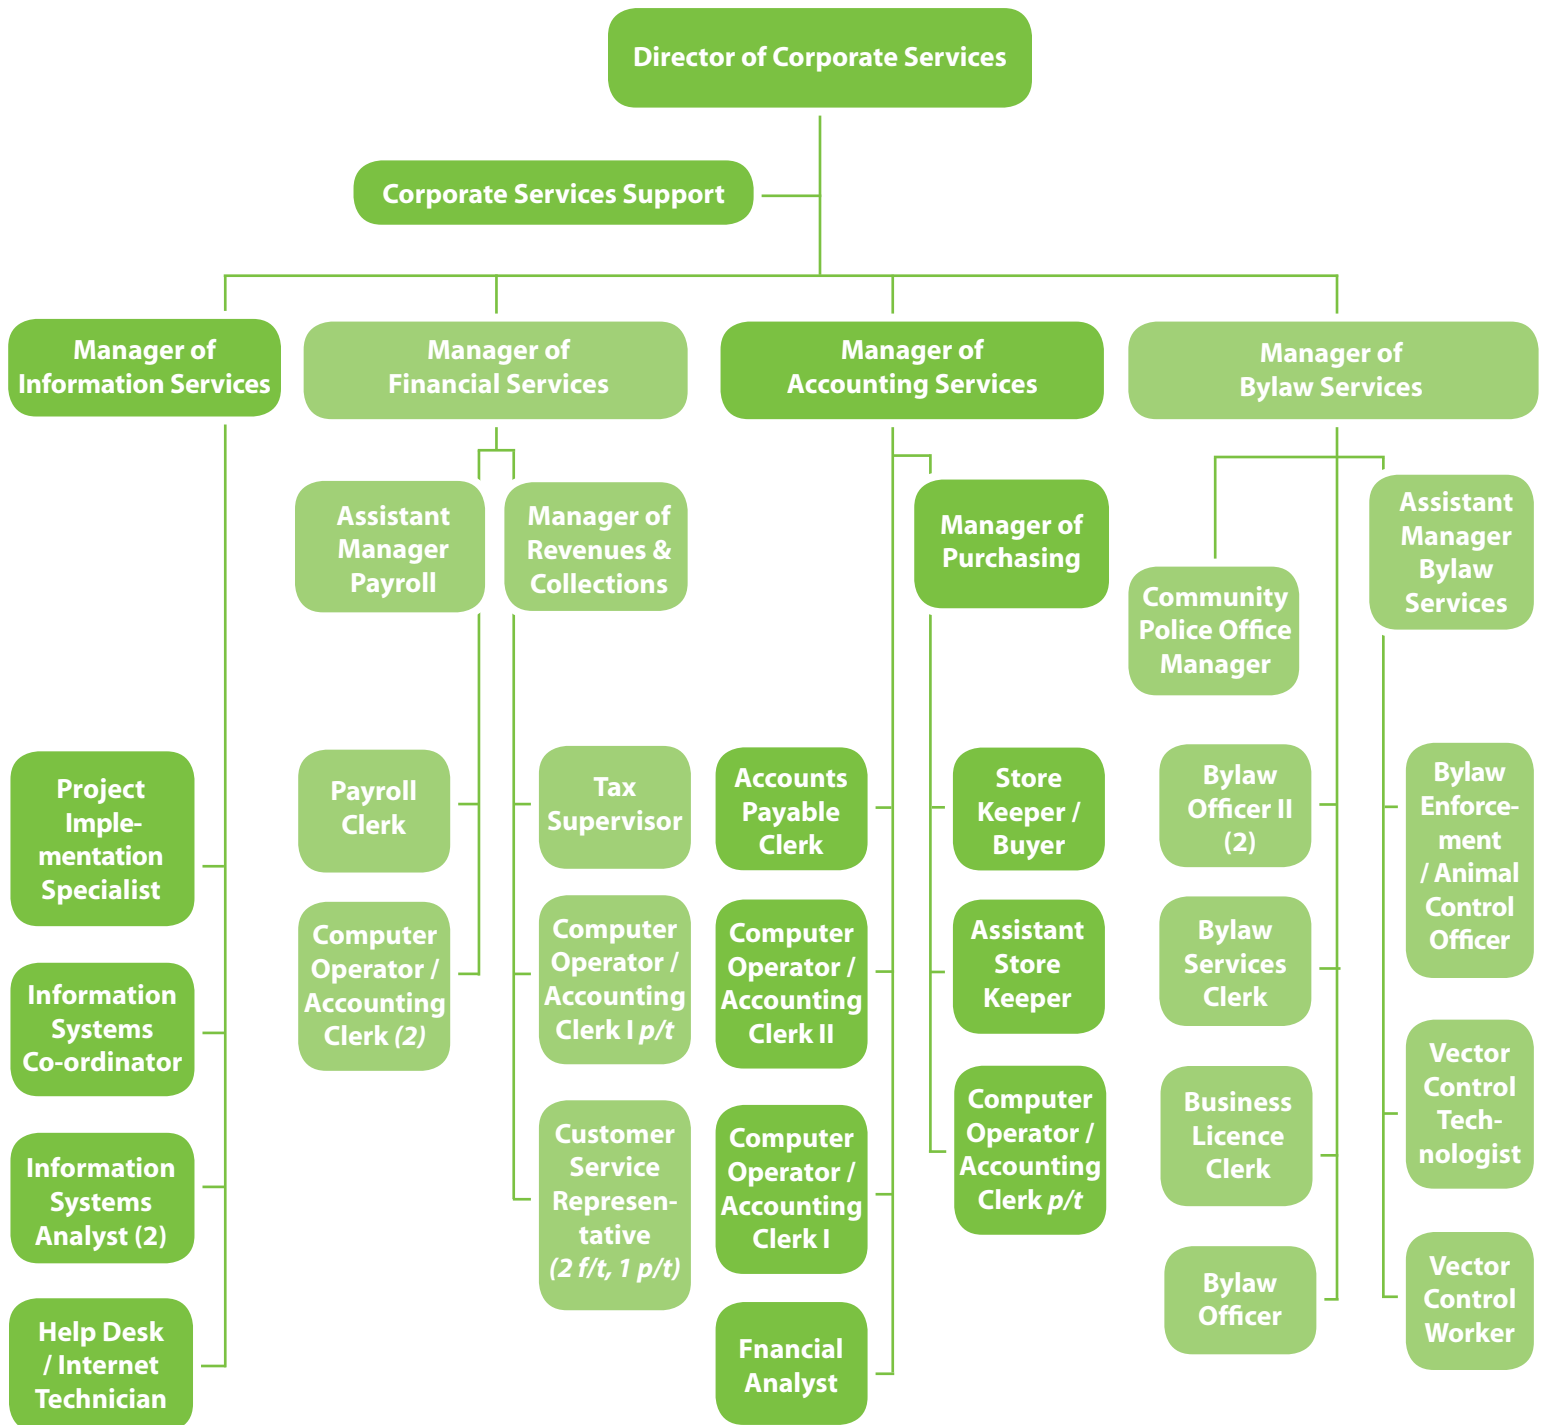 Director of Corporate Services
Corporate Services Support
Manager of
Information Services
Manager of
Financial Services
Manager of
Accounting Services
Manager of
Bylaw Services
Assistant
Manager
Payroll
Manager of
Revenues &
Collections
Manager of
Purchasing
Community
Police Office
Manager
Assistant
Manager
Bylaw
Services
Project
Imple-
mentation
Specialist
Information
Systems
Co-ordinator
Information
Systems
Analyst (2)
Help Desk
/ Internet
Technician
Payroll
Clerk
Computer
Operator /
Accounting
Clerk (2)
Tax
Supervisor
Computer
Operator /
Accounting
Clerk I p/t
Customer
Service
Represen-
tative
(2 f/t, 1 p/t)
Accounts
Payable
Clerk
Computer
Operator /
Accounting
Clerk II
Computer
Operator /
Accounting
Clerk I
Fnancial
Analyst
Store
Keeper /
Buyer
Assistant
Store
Keeper
Computer
Operator /
Accounting
Clerk p/t
Bylaw
Officer II
(2)
Bylaw
Services
Clerk
Business
Licence
Clerk
Bylaw
Officer
Bylaw
Enforce-
ment
/ Animal
Control
Officer
Vector
Control
Tech-
nologist
Vector
Control
Worker